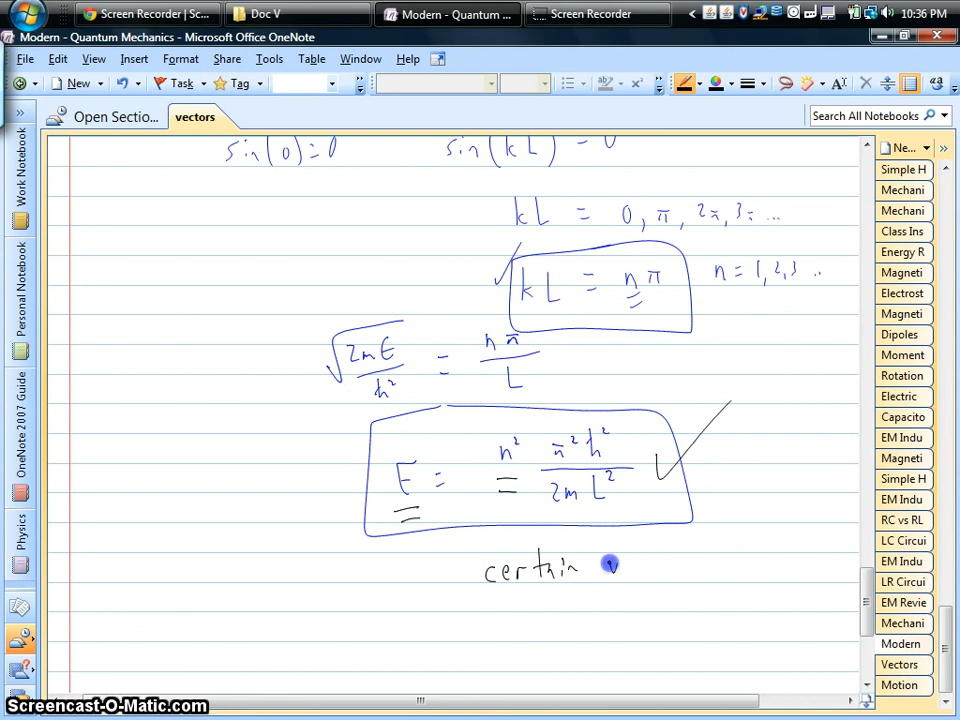 Screen Recorder | Sc... Doc V Modern - Quantum ... Screen Recorder 10:36 PM
Modern - Quantum Mechanics - Microsoft Office OneNote
File Edit View Insert Format Share Tools Table Window Help
New Task Tag
Open Sectio... vectors Search All Notebooks
Work Notebook
Personal Notebook
OneNote 2007 Guide
Physics
sin(0)=0 sin(kL) = 0
kL = 0, π, 2π, 3π ...
kL = nπ n = 1,2,3 ..
√(2mE/ħ²) = nπ/L
E = n² π²ħ²/2mL²
certain
Ne...
Simple H
Mechani
Mechani
Class Ins
Energy R
Magneti
Electrost
Magneti
Dipoles
Moment
Rotation
Electric
Capacito
EM Indu
Magneti
Simple H
EM Indu
RC vs RL
LC Circui
EM Indu
LR Circui
EM Revie
Mechani
Modern
Vectors
Motion
Screencast-O-Matic.com